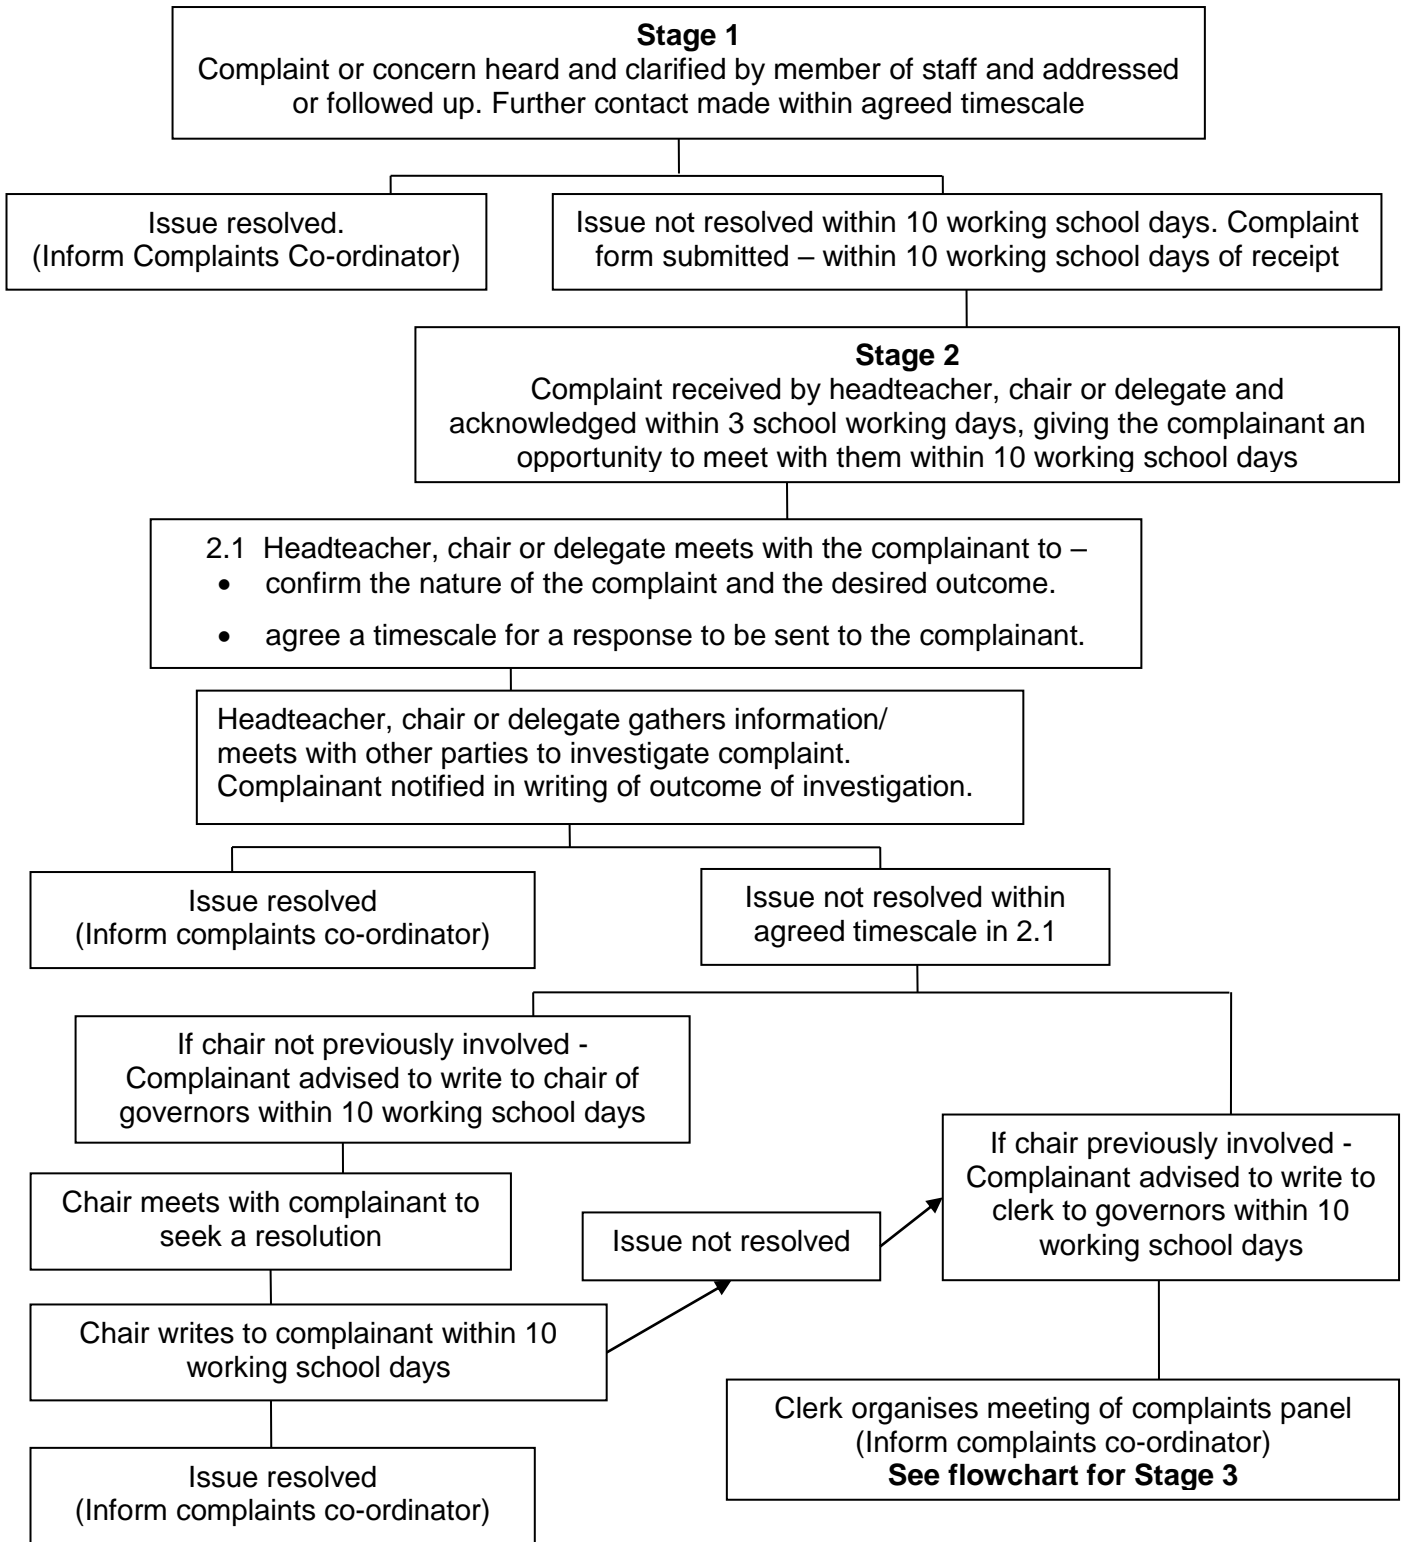 Stage 1
Complaint or concern heard and clarified by member of staff and addressed
or followed up. Further contact made within agreed timescale
Issue resolved.
(Inform Complaints Co-ordinator)
Issue not resolved within 10 working school days. Complaint
form submitted – within 10 working school days of receipt
Stage 2
Complaint received by headteacher, chair or delegate and
acknowledged within 3 school working days, giving the complainant an
opportunity to meet with them within 10 working school days
2.1 Headteacher, chair or delegate meets with the complainant to –
• confirm the nature of the complaint and the desired outcome.
• agree a timescale for a response to be sent to the complainant.
Headteacher, chair or delegate gathers information/
meets with other parties to investigate complaint.
Complainant notified in writing of outcome of investigation.
Issue resolved
(Inform complaints co-ordinator)
Issue not resolved within
agreed timescale in 2.1
If chair not previously involved -
Complainant advised to write to chair of
governors within 10 working school days
If chair previously involved -
Complainant advised to write to
clerk to governors within 10
working school days
Chair meets with complainant to
seek a resolution
Issue not resolved
Chair writes to complainant within 10
working school days
Clerk organises meeting of complaints panel
(Inform complaints co-ordinator)
See flowchart for Stage 3
Issue resolved
(Inform complaints co-ordinator)